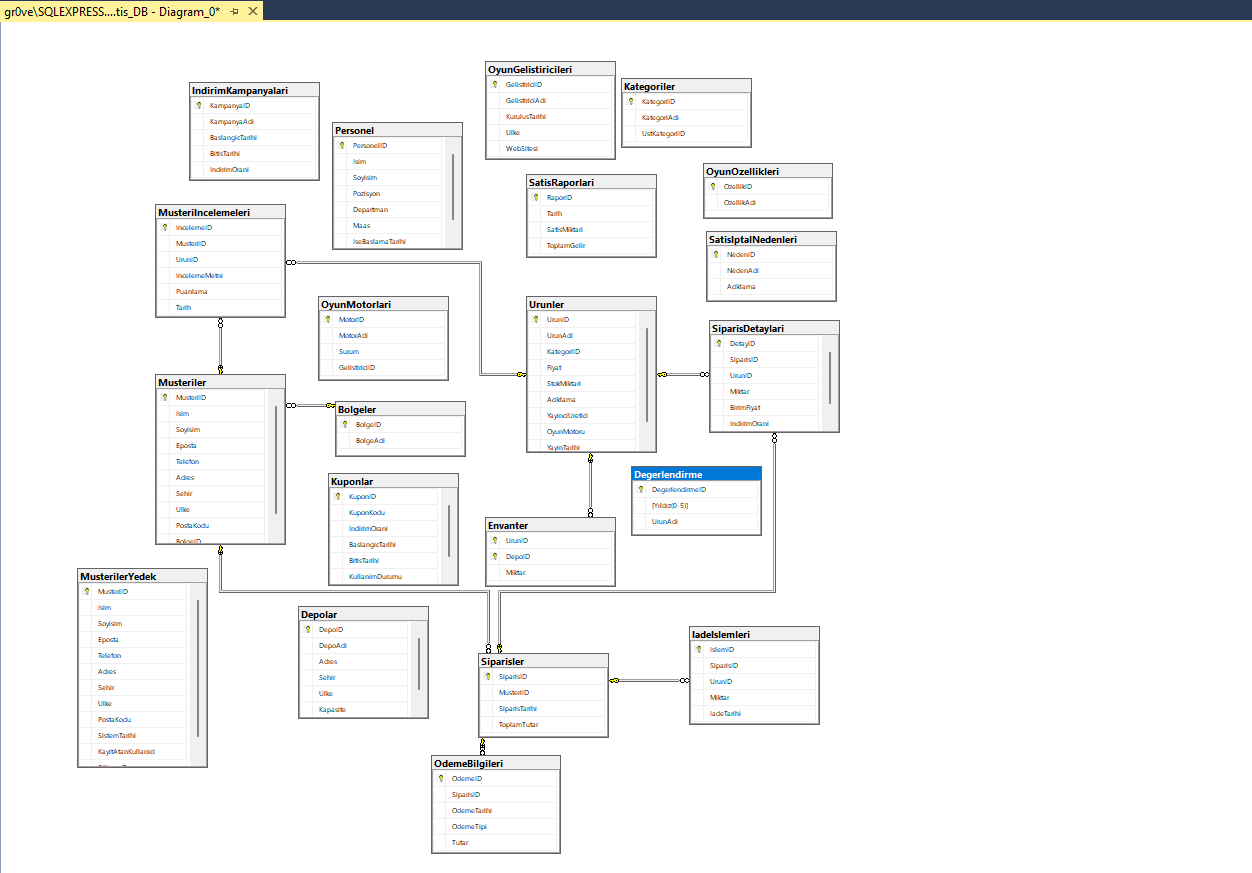 gr0ve\SQLEXPRESS....tis_DB - Diagram_0*
IndirimKampanyalari
KampanyaID
KampanyaAdi
BaslangicTarihi
BitisTarihi
IndirimOrani
Personel
PersonelID
Isim
Soyisim
Pozisyon
Departman
Maas
IseBaslamaTarihi
OyunGelistiricileri
GelistiriciID
GelistiriciAdi
KurulusTarihi
Ulke
WebSitesi
Kategoriler
KategoriID
KategoriAdi
UstKategoriID
SatisRaporlari
RaporID
Tarih
SatisMiktari
ToplamGelir
OyunOzellikleri
OzellikID
OzellikAdi
SatisIptalNedenleri
NedenID
NedenAdi
Aciklama
MusteriIncelemeleri
IncelemeID
MusteriID
UrunID
IncelemeMetni
Puanlama
Tarih
OyunMotorlari
MotorID
MotorAdi
Surum
GelistiriciID
Urunler
UrunID
UrunAdi
KategoriID
Fiyat
StokMiktari
Aciklama
YayinciUretici
OyunMotoru
YayinTarihi
SiparisDetaylari
DetayID
SiparisID
UrunID
Miktar
BirimFiyat
IndirimOrani
Musteriler
MusteriID
Isim
Soyisim
Eposta
Telefon
Adres
Sehir
Ulke
PostaKodu
BolgeID
Bolgeler
BolgeID
BolgeAdi
Kuponlar
KuponID
KuponKodu
IndirimOrani
BaslangicTarihi
BitisTarihi
KullanimDurumu
Degerlendirme
DegerlendirmeID
[Yildiz(0-5)]
UrunAdi
Envanter
UrunID
DepoID
Miktar
MusterilerYedek
MusteriID
Isim
Soyisim
Eposta
Telefon
Adres
Sehir
Ulke
PostaKodu
SistemTarihi
KayitAtanKullanici
Depolar
DepoID
DepoAdi
Adres
Sehir
Ulke
Kapasite
Siparisler
SiparisID
MusteriID
SiparisTarihi
ToplamTutar
IadeIslemleri
IslemID
SiparisID
UrunID
Miktar
IadeTarihi
OdemeBilgileri
OdemeID
SiparisID
OdemeTarihi
OdemeTipi
Tutar